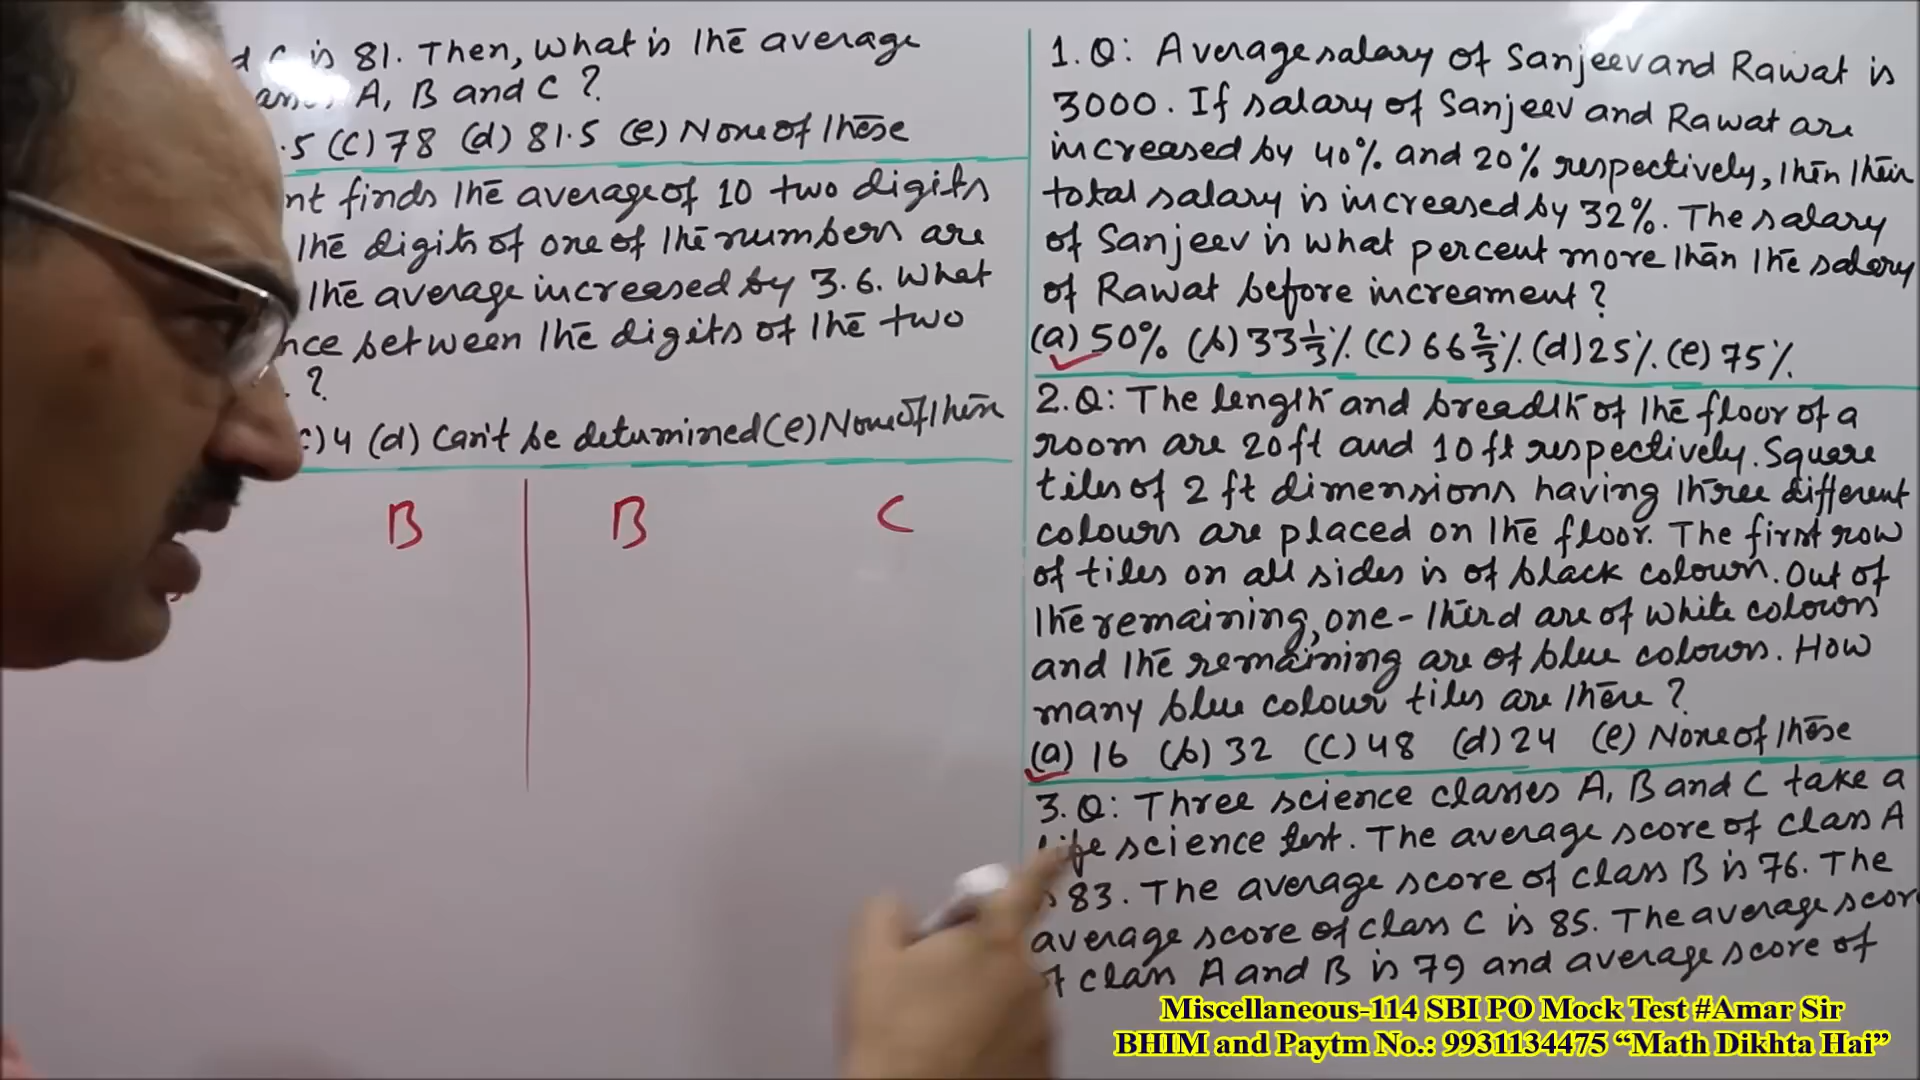 C is 81. Then, what is the average
A, B and C ?
.5 (C) 78 (d) 81.5 (e) None of these
nt finds the average of 10 two digits
the digits of one of the numbers are
the average increased by 3.6. What
nce between the digits of the two
?
c) 4 (d) Can't be determined (e) None of them
B B C
1. Q: Average salary of Sanjeev and Rawat is
3000. If salary of Sanjeev and Rawat are
increased by 40% and 20% respectively, then their
total salary is increased by 32%. The salary
of Sanjeev is what percent more than the salary
of Rawat before increament ?
(a) 50% (b) 33 1/3 % (c) 66 2/3 % (d) 25% (e) 75%
2. Q: The length and breadth of the floor of a
room are 20 ft and 10 ft respectively. Square
tiles of 2 ft dimensions having three different
colours are placed on the floor. The first row
of tiles on all sides is of black colour. Out of
the remaining, one-third are of white colours
and the remaining are of blue colours. How
many blue colour tiles are there ?
(a) 16 (b) 32 (c) 48 (d) 24 (e) None of these
3. Q: Three science classes A, B and C take a
life science test. The average score of class A
is 83. The average score of class B is 76. The
average score of class C is 85. The average score
of class A and B is 79 and average score of
Miscellaneous-114 SBI PO Mock Test #Amar Sir
BHIM and Paytm No.: 9931134475 “Math Dikhta Hai”